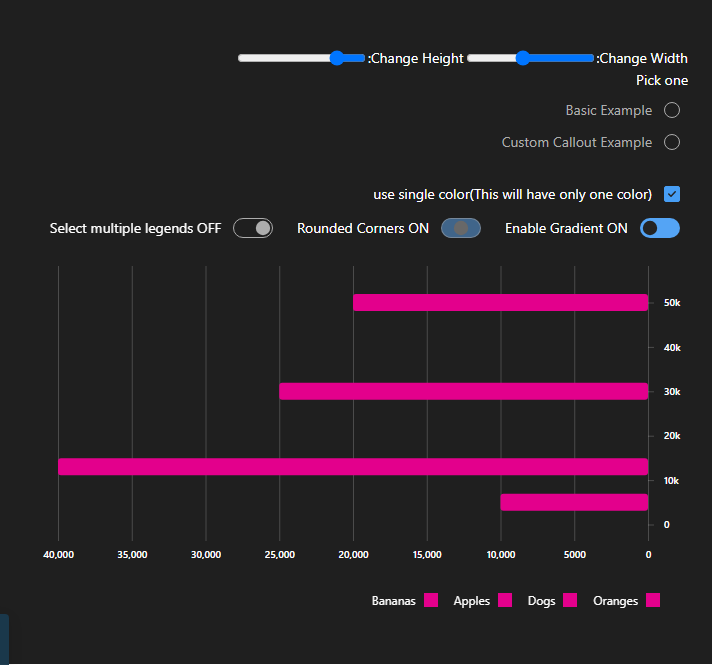 :Change Height :Change Width
Pick one
Basic Example
Custom Callout Example
use single color(This will have only one color)
Select multiple legends OFF Rounded Corners ON Enable Gradient ON
50k
40k
30k
20k
10k
0
40,000 35,000 30,000 25,000 20,000 15,000 10,000 5000 0
Bananas Apples Dogs Oranges